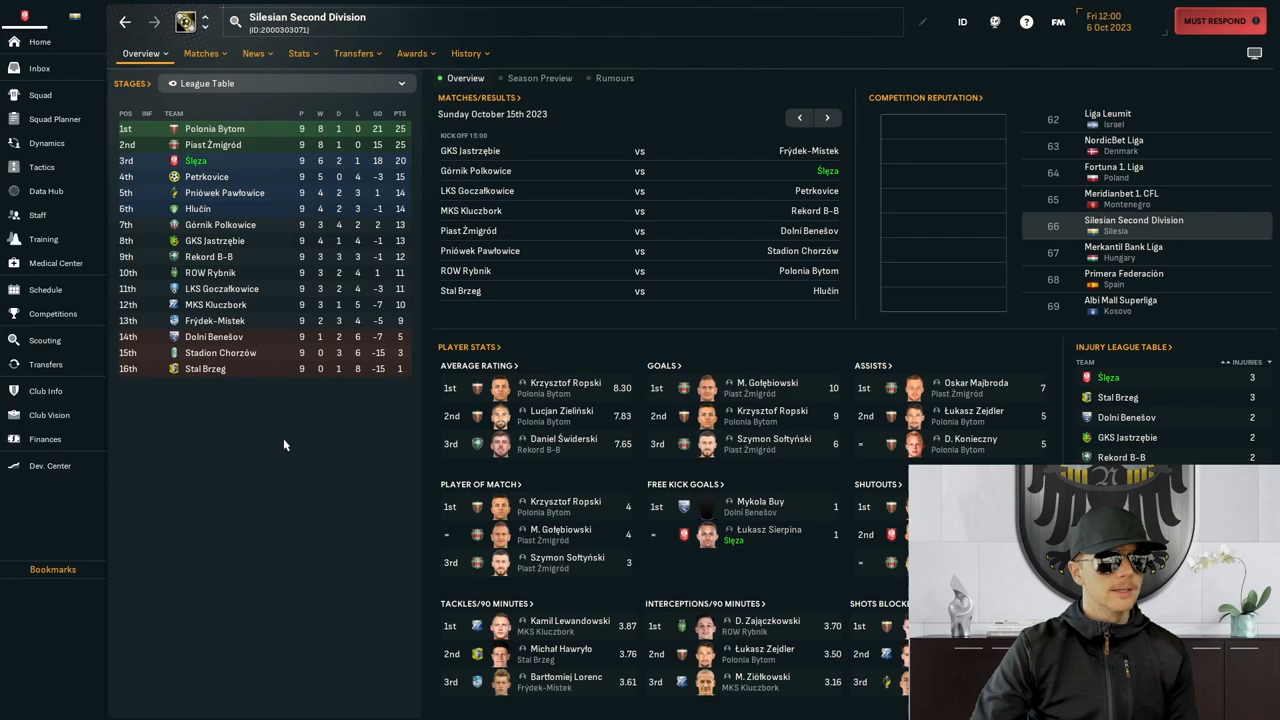 Silesian Second Division
(ID:2000303071)
ID
FM
Fri 12:00
6 Oct 2023
MUST RESPOND
Home
Inbox
Squad
Squad Planner
Dynamics
Tactics
Data Hub
Staff
Training
Medical Center
Schedule
Competitions
Scouting
Transfers
Club Info
Club Vision
Finances
Dev. Center
Bookmarks
Overview Matches News Stats Transfers Awards History
STAGES> League Table
POS INF TEAM P W D L GD PTS
1st Polonia Bytom 9 8 1 0 21 25
2nd Piast Żmigród 9 8 1 0 15 25
3rd Ślęza 9 6 2 1 18 20
4th Petrkovice 9 5 0 4 -3 15
5th Pniówek Pawłowice 9 4 2 3 1 14
6th Hlučín 9 4 2 3 -1 14
7th Górnik Polkowice 9 3 4 2 2 13
8th GKS Jastrzębie 9 4 1 4 -1 13
9th Rekord B-B 9 3 3 3 -1 12
10th ROW Rybnik 9 3 2 4 1 11
11th LKS Goczałkowice 9 3 2 4 -3 11
12th MKS Kluczbork 9 3 1 5 -7 10
13th Frýdek-Místek 9 2 3 4 -5 9
14th Dolní Benešov 9 1 2 6 -7 5
15th Stadion Chorzów 9 0 3 6 -15 3
16th Stal Brzeg 9 0 1 8 -15 1
Overview Season Preview Rumours
MATCHES/RESULTS>
Sunday October 15th 2023
KICK OFF 15:00
GKS Jastrzębie vs Frýdek-Místek
Górnik Polkowice vs Ślęza
LKS Goczałkowice vs Petrkovice
MKS Kluczbork vs Rekord B-B
Piast Żmigród vs Dolní Benešov
Pniówek Pawłowice vs Stadion Chorzów
ROW Rybnik vs Polonia Bytom
Stal Brzeg vs Hlučín
COMPETITION REPUTATION>
62 Liga Leumit
Israel
63 NordicBet Liga
Denmark
64 Fortuna 1. Liga
Poland
65 Meridianbet 1. CFL
Montenegro
66 Silesian Second Division
Silesia
67 Merkantil Bank Liga
Hungary
68 Primera Federación
Spain
69 Albi Mall Superliga
Kosovo
PLAYER STATS>
AVERAGE RATING>
1st Krzysztof Ropski 8.30
Polonia Bytom
2nd Lucjan Zieliński 7.83
Polonia Bytom
3rd Daniel Świderski 7.65
Rekord B-B
GOALS>
1st M. Gołębiowski 10
Piast Żmigród
2nd Krzysztof Ropski 9
Polonia Bytom
3rd Szymon Sołtyński 6
Piast Żmigród
ASSISTS>
1st Oskar Majbroda 7
Piast Żmigród
2nd Łukasz Zejdler 5
Polonia Bytom
= D. Konieczny 5
Polonia Bytom
INJURY LEAGUE TABLE>
TEAM INJURIES
Ślęza 3
Stal Brzeg 3
Dolní Benešov 2
GKS Jastrzębie 2
Rekord B-B 2
PLAYER OF MATCH>
1st Krzysztof Ropski 4
Polonia Bytom
= M. Gołębiowski 4
Piast Żmigród
3rd Szymon Sołtyński 3
Piast Żmigród
FREE KICK GOALS>
1st Mykola Buy 1
Dolní Benešov
= Łukasz Sierpina 1
Ślęza
SHUTOUTS>
1st
2nd
=
TACKLES/90 MINUTES>
1st Kamil Lewandowski 3.87
MKS Kluczbork
2nd Michał Hawryło 3.76
Stal Brzeg
3rd Bartłomiej Lorenc 3.61
Frýdek-Místek
INTERCEPTIONS/90 MINUTES>
1st D. Zajączkowski 3.70
ROW Rybnik
2nd Łukasz Zejdler 3.50
Polonia Bytom
3rd M. Ziółkowski 3.16
MKS Kluczbork
SHOTS BLOCK
1st
2nd
3rd